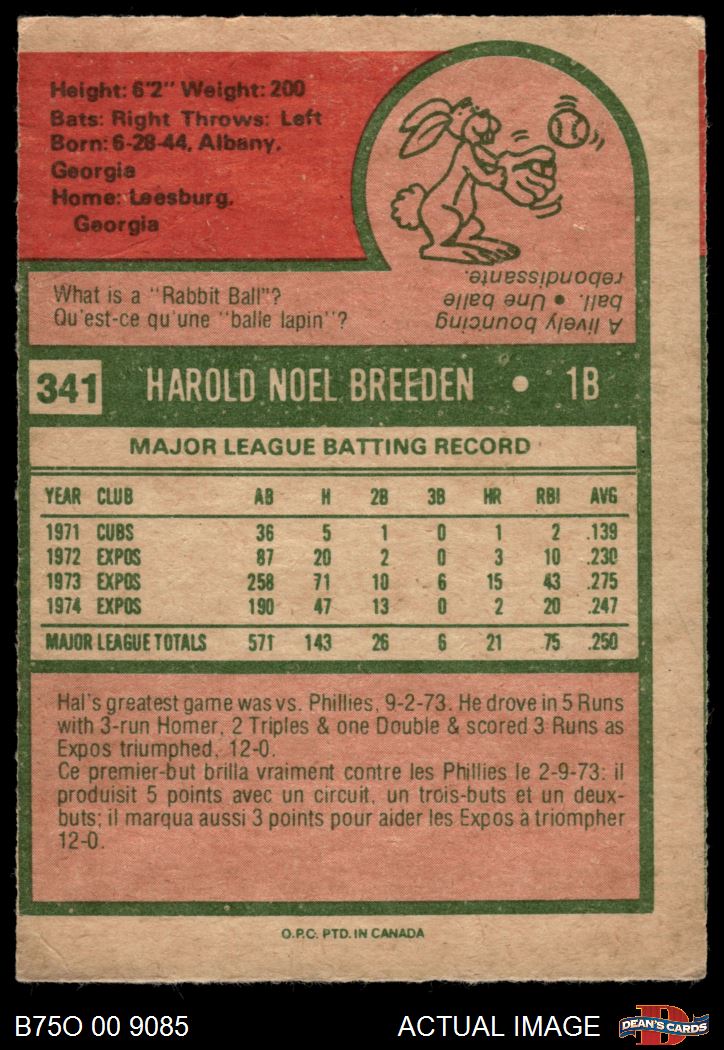 Height: 6'2" Weight: 200
Bats: Right Throws: Left
Born: 6-28-44, Albany,
Georgia
Home: Leesburg,
Georgia
What is a "Rabbit Ball"?
Qu'est-ce qu'une "balle lapin"?
A lively bouncing
ball. • Une balle
rebondissante.
341 HAROLD NOEL BREEDEN • 1B
MAJOR LEAGUE BATTING RECORD
YEAR CLUB AB H 2B 3B HR RBI AVG
1971 CUBS 36 5 1 0 1 2 .139
1972 EXPOS 87 20 2 0 3 10 .230
1973 EXPOS 258 71 10 6 15 43 .275
1974 EXPOS 190 47 13 0 2 20 .247
MAJOR LEAGUE TOTALS 571 143 26 6 21 75 .250
Hal's greatest game was vs. Phillies, 9-2-73. He drove in 5 Runs
with 3-run Homer, 2 Triples & one Double & scored 3 Runs as
Expos triumphed, 12-0.
Ce premier-but brilla vraiment contre les Phillies le 2-9-73: il
produisit 5 points avec un circuit, un trois-buts et un deux-
buts; il marqua aussi 3 points pour aider les Expos a triompher
12-0.
O.P.C. PTD. IN CANADA
B75O 00 9085 ACTUAL IMAGE
D
DEAN'S CARDS